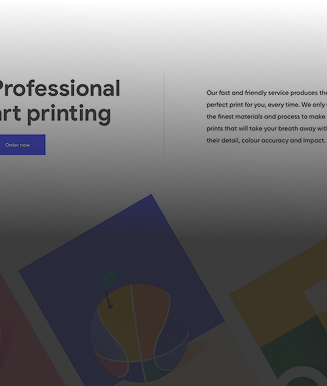 Professional
art printing
Order now
Our fast and friendly service produces the
perfect print for you, every time. We only
the finest materials and process to make
prints that will take your breath away with
their detail, colour accuracy and impact.